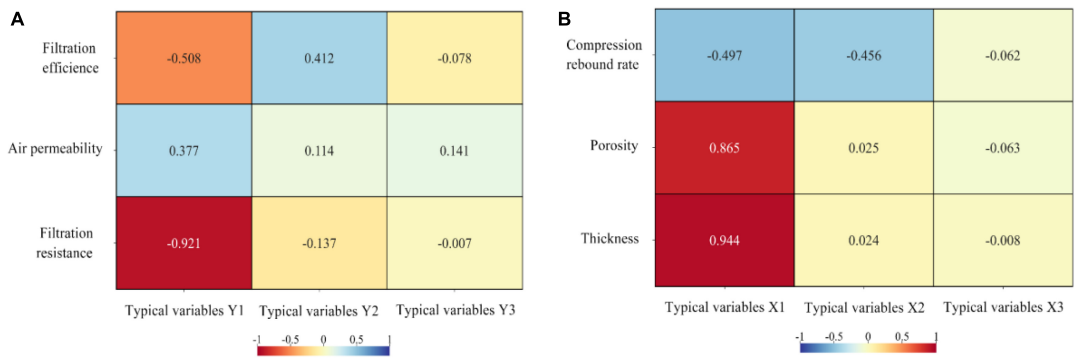 A
Filtration
efficience
-0.508
0.412
-0.078
Air permeability
0.377
0.114
0.141
Filtration
resistance
-0.921
-0.137
-0.007
Typical variables Y1
Typical variables Y2
Typical variables Y3
-1
-0.5
0
0.5
1
B
Compression
rebound rate
-0.497
-0.456
-0.062
Porosity
0.865
0.025
-0.063
Thickness
0.944
0.024
-0.008
Typical variables X1
Typical variables X2
Typical variables X3
-1
-0.5
0
0.5
1